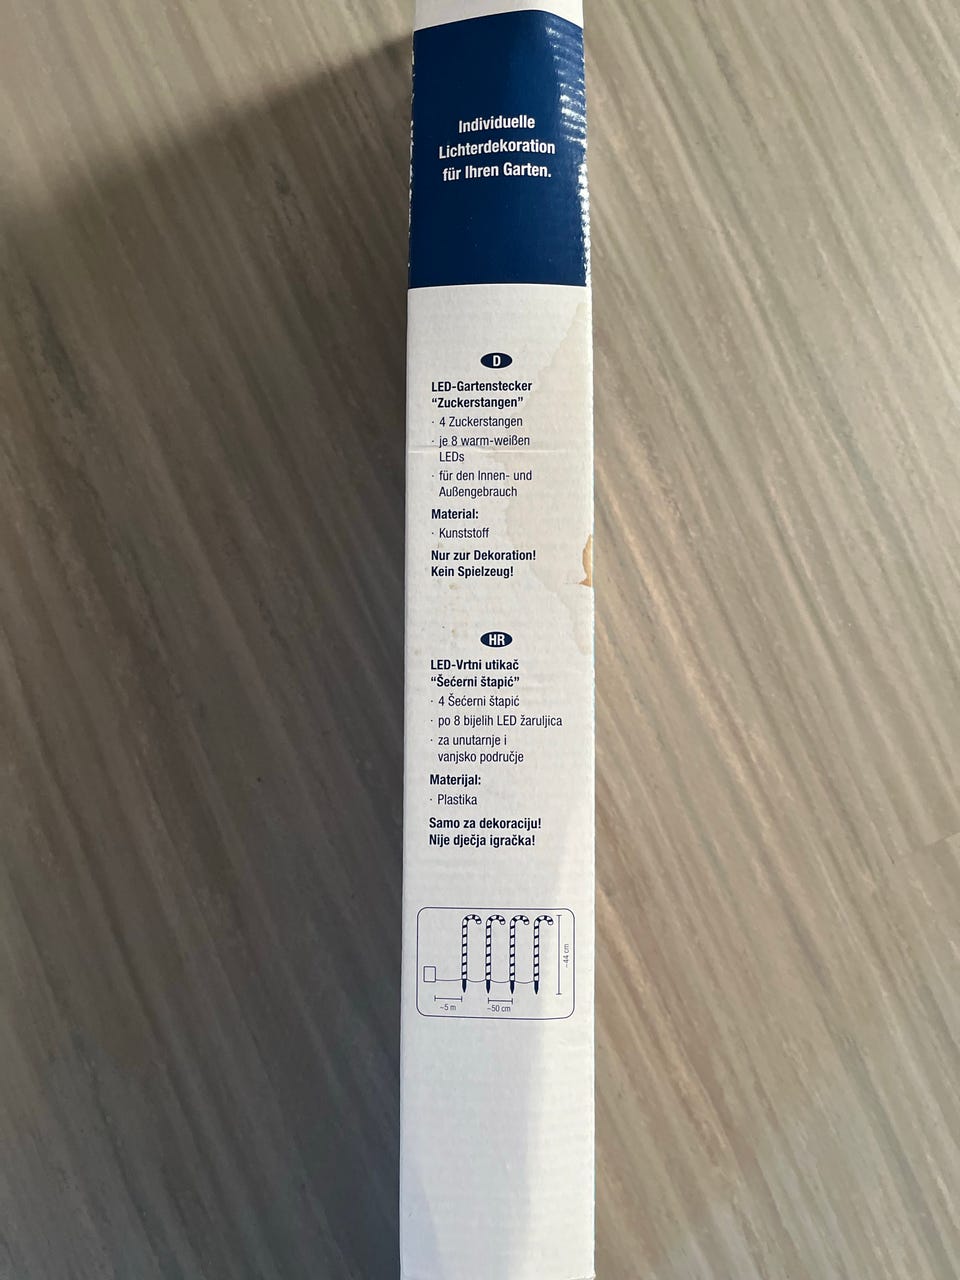 Individuelle
Lichterdekoration
für Ihren Garten.
D
LED-Gartenstecker
“Zuckerstangen”
· 4 Zuckerstangen
· je 8 warm-weißen
LEDs
· für den Innen- und
Außengebrauch
Material:
· Kunststoff
Nur zur Dekoration!
Kein Spielzeug!
HR
LED-Vrtni utikač
“Šećerni štapić”
· 4 Šećerni štapić
· po 8 bijelih LED žaruljica
· za unutarnje i
vanjsko područje
Materijal:
· Plastika
Samo za dekoraciju!
Nije dječja igračka!
~44 cm
~5 m
~50 cm